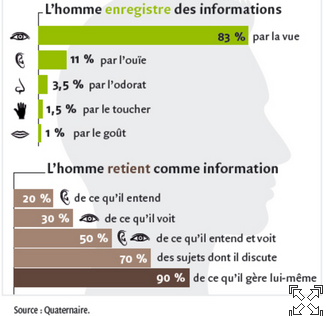 L'homme enregistre des informations
83 % par la vue
11 % par l'ouïe
3,5 % par l'odorat
1,5 % par le toucher
1 % par le goût
L'homme retient comme information
20 % de ce qu'il entend
30 % de ce qu'il voit
50 % de ce qu'il entend et voit
70 % des sujets dont il discute
90 % de ce qu'il gère lui-même
Source : Quaternaire.